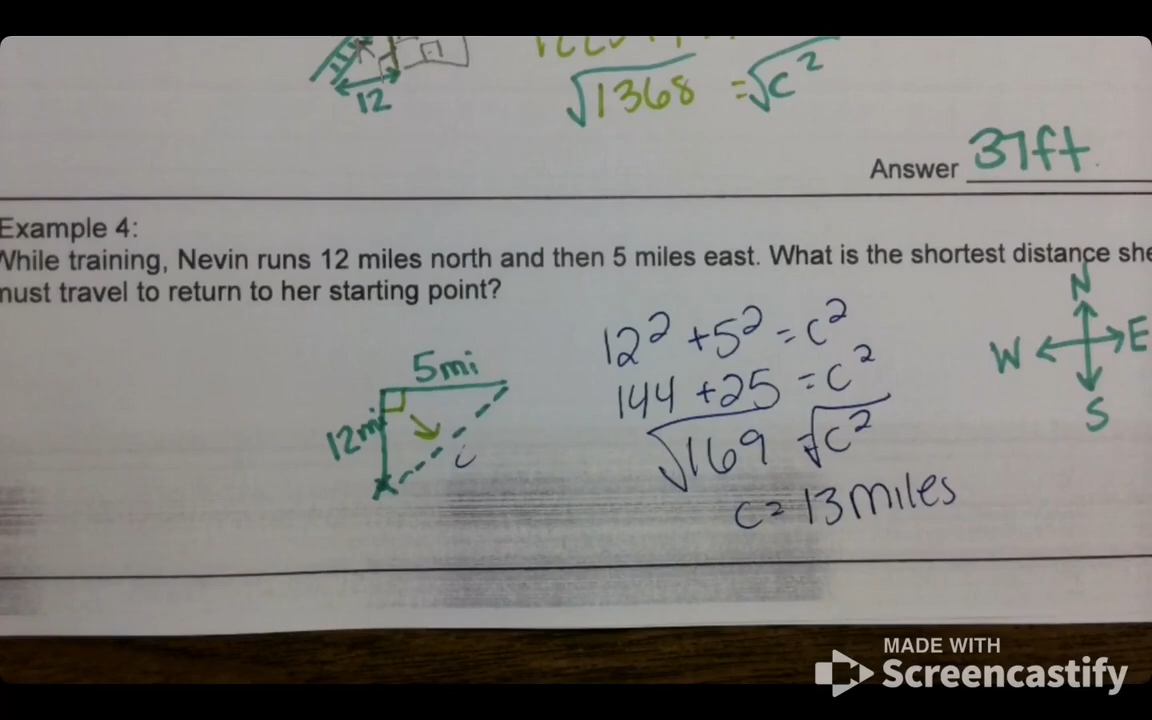 12
√1368 = √c²
Answer 37ft.
Example 4:
While training, Nevin runs 12 miles north and then 5 miles east. What is the shortest distance she
must travel to return to her starting point?
N
W E
S
5mi
12mi
c
12² + 5² = c²
144 + 25 = c²
√169 = √c²
c = 13 miles
MADE WITH
Screencastify